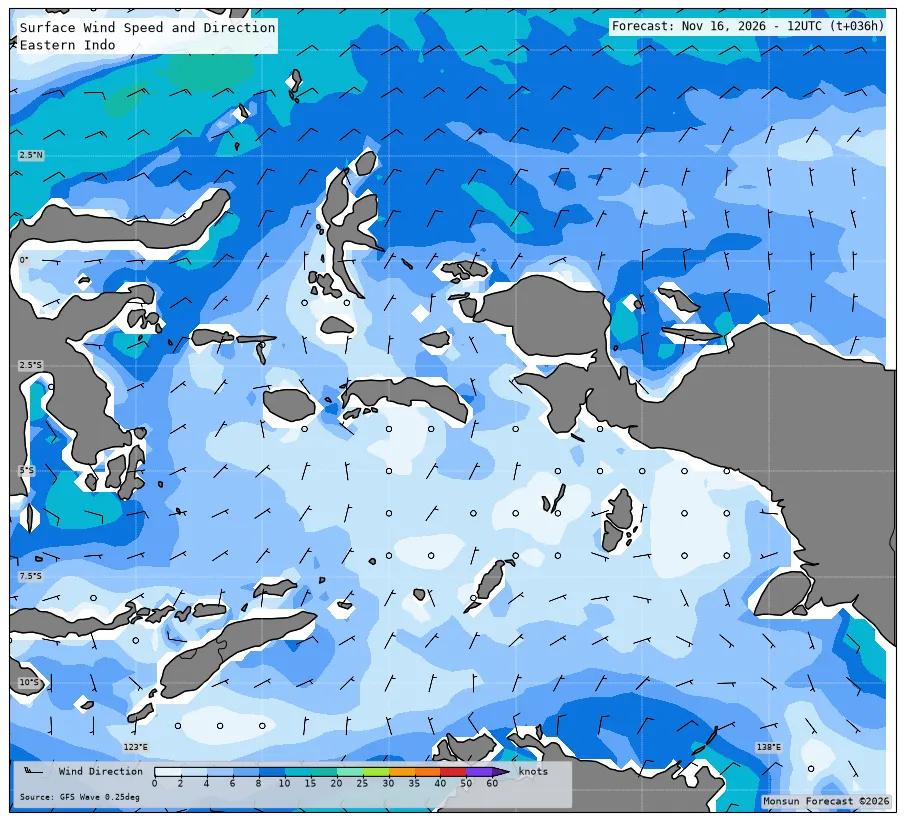 Surface Wind Speed and Direction
Eastern Indo
Forecast: Nov 16, 2026 - 12UTC (t+036h)
2.5°N
0°
2.5°S
5°S
7.5°S
10°S
123°E
138°E
Wind Direction
0 2 4 6 8 10 15 20 25 30 35 40 50 60
knots
Source: GFS Wave 0.25deg
Monsun Forecast ©2026